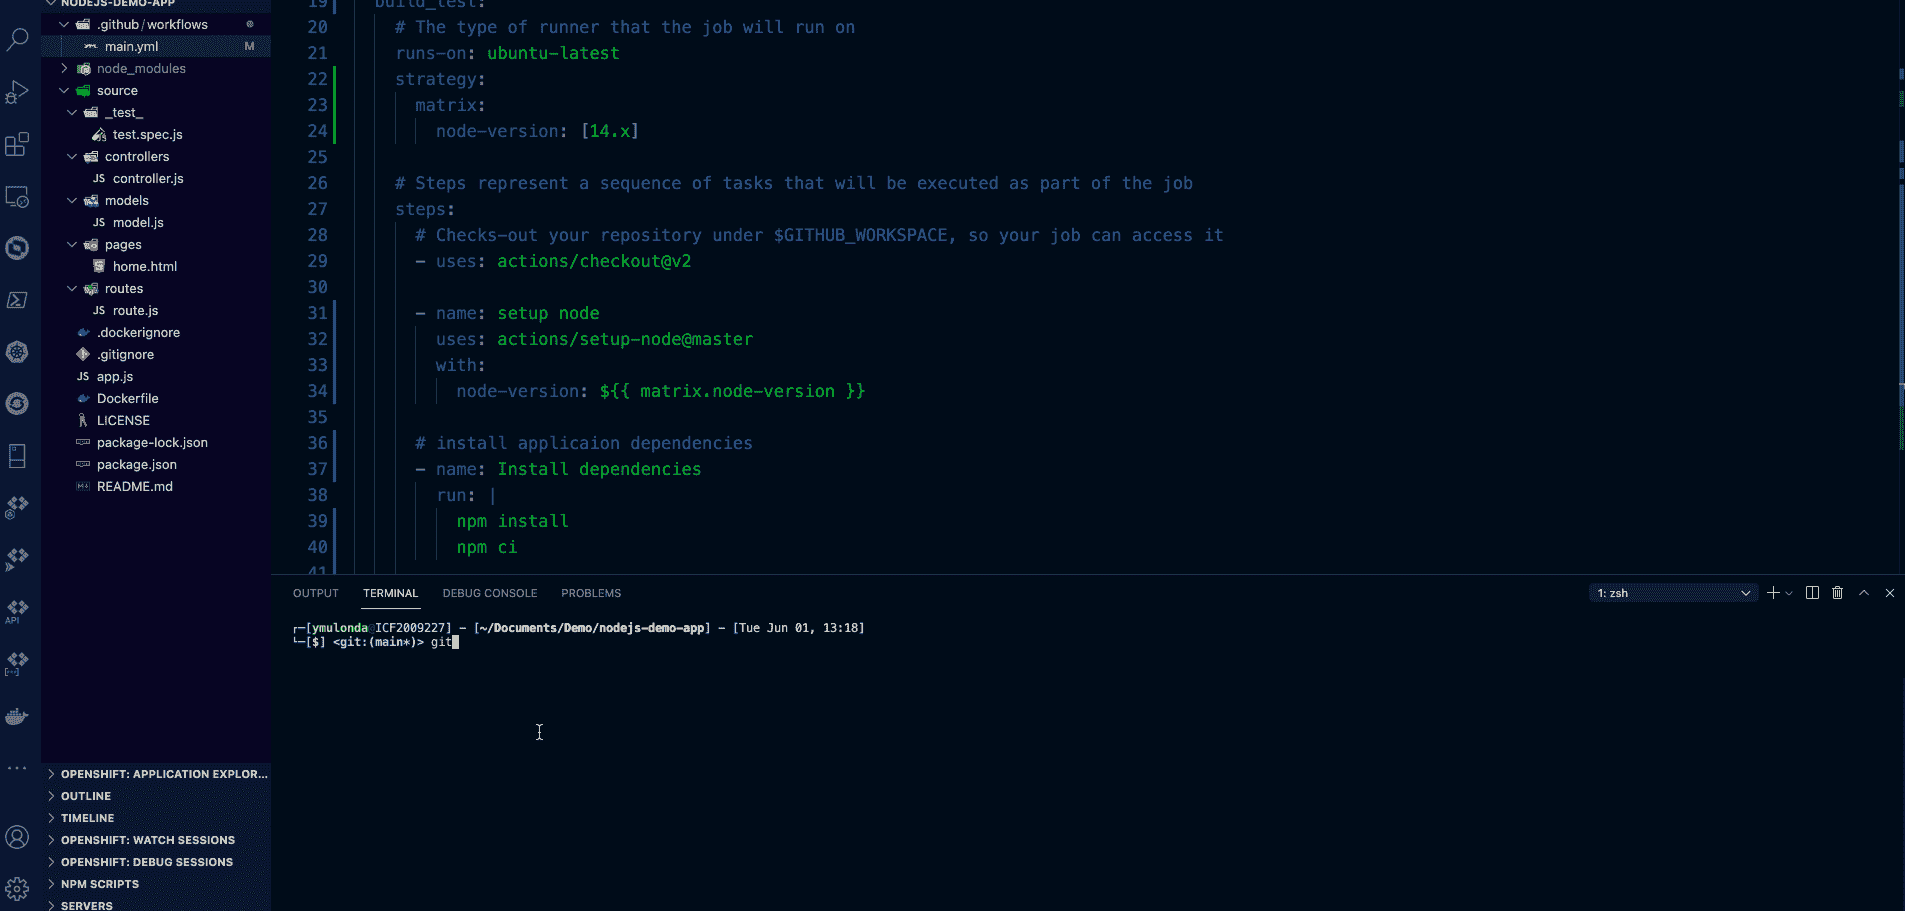 NODEJS-DEMO-APP
.github/workflows
main.yml M
node_modules
source
_test_
test.spec.js
controllers
JS controller.js
models
JS model.js
pages
home.html
routes
JS route.js
.dockerignore
.gitignore
JS app.js
Dockerfile
LICENSE
package-lock.json
package.json
README.md
OPENSHIFT: APPLICATION EXPLOR...
OUTLINE
TIMELINE
OPENSHIFT: WATCH SESSIONS
OPENSHIFT: DEBUG SESSIONS
NPM SCRIPTS
SERVERS
API
19 build_test:
20 # The type of runner that the job will run on
21 runs-on: ubuntu-latest
22 strategy:
23 matrix:
24 node-version: [14.x]
25
26 # Steps represent a sequence of tasks that will be executed as part of the job
27 steps:
28 # Checks-out your repository under $GITHUB_WORKSPACE, so your job can access it
29 - uses: actions/checkout@v2
30
31 - name: setup node
32 uses: actions/setup-node@master
33 with:
34 node-version: ${{ matrix.node-version }}
35
36 # install applicaion dependencies
37 - name: Install dependencies
38 run: |
39 npm install
40 npm ci
41
OUTPUT TERMINAL DEBUG CONSOLE PROBLEMS 1: zsh
┌─[ymulonda@ICF2009227] - [~/Documents/Demo/nodejs-demo-app] - [Tue Jun 01, 13:18]
└─[$] <git:(main*)> git